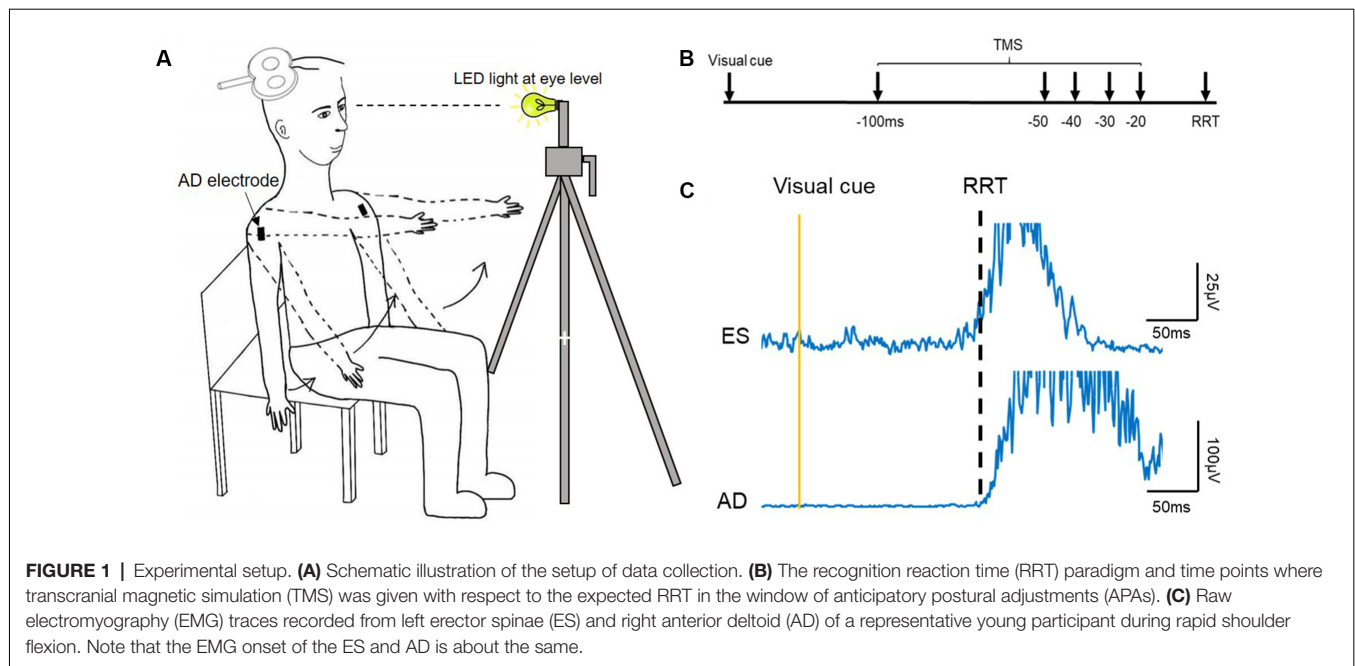 A
LED light at eye level
AD electrode
B
TMS
Visual cue
-100ms
-50
-40
-30
-20
RRT
C
Visual cue
RRT
25µV
50ms
ES
100µV
50ms
AD
FIGURE 1 | Experimental setup. (A) Schematic illustration of the setup of data collection. (B) The recognition reaction time (RRT) paradigm and time points where
transcranial magnetic simulation (TMS) was given with respect to the expected RRT in the window of anticipatory postural adjustments (APAs). (C) Raw
electromyography (EMG) traces recorded from left erector spinae (ES) and right anterior deltoid (AD) of a representative young participant during rapid shoulder
flexion. Note that the EMG onset of the ES and AD is about the same.